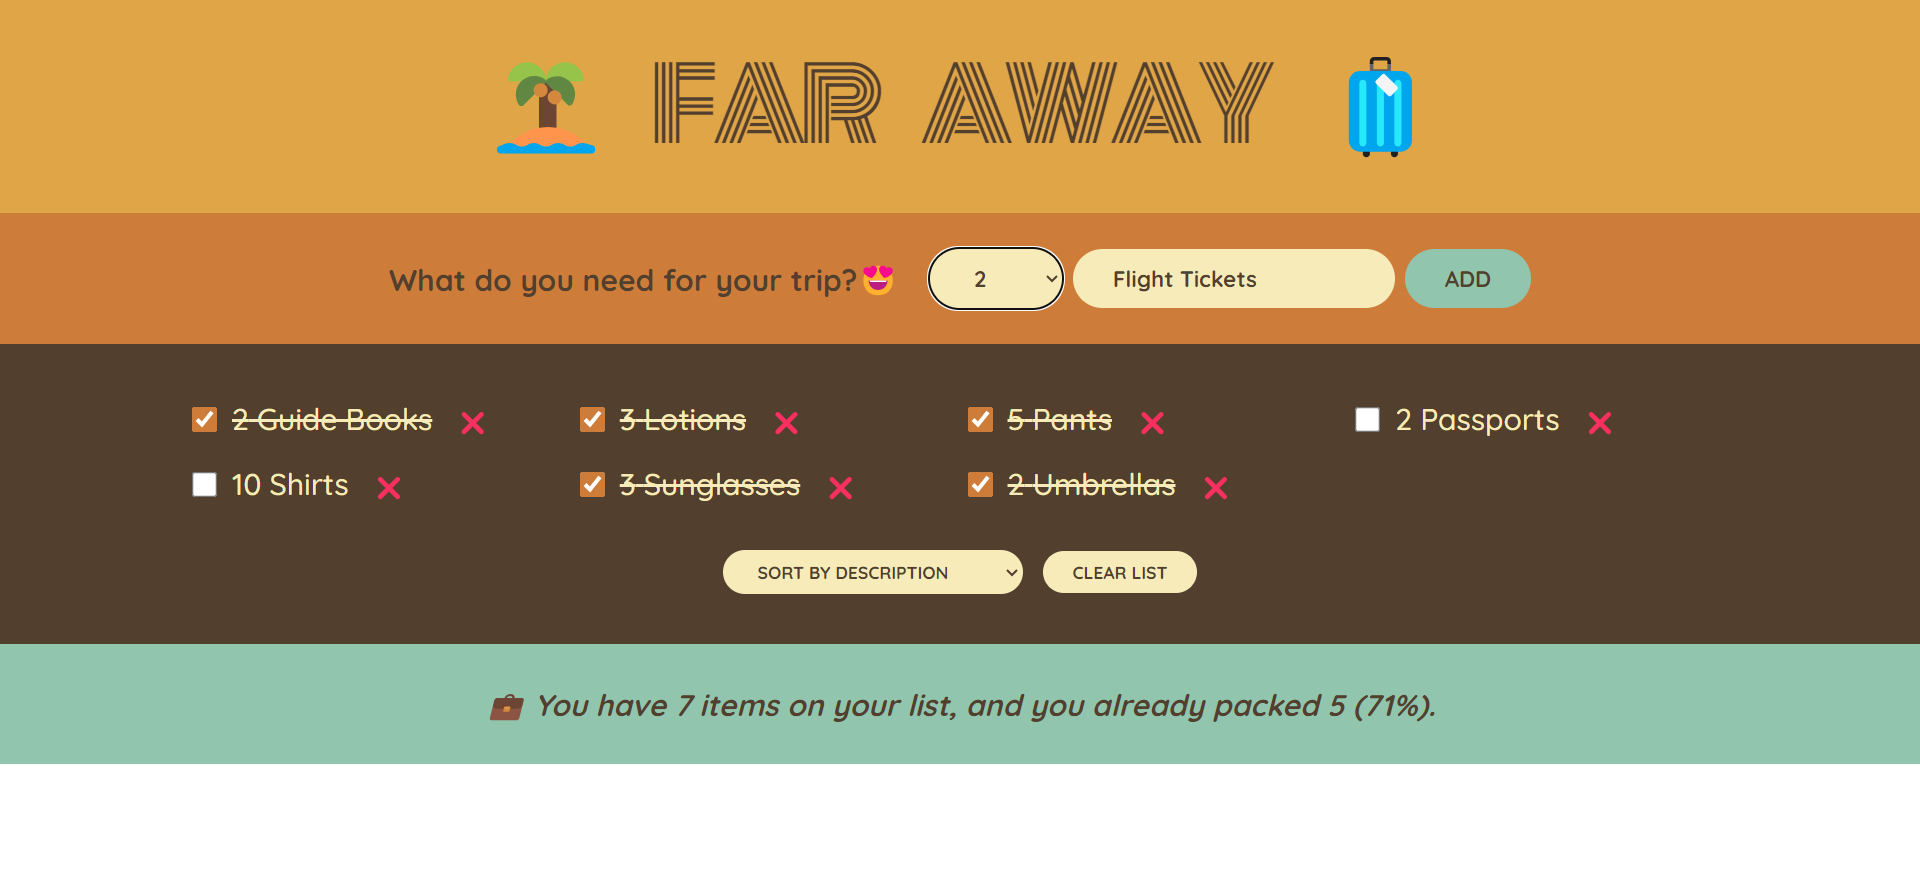 FAR AWAY
What do you need for your trip?
2
Flight Tickets
ADD
2 Guide Books
3 Lotions
5 Pants
2 Passports
10 Shirts
3 Sunglasses
2 Umbrellas
SORT BY DESCRIPTION
CLEAR LIST
You have 7 items on your list, and you already packed 5 (71%).